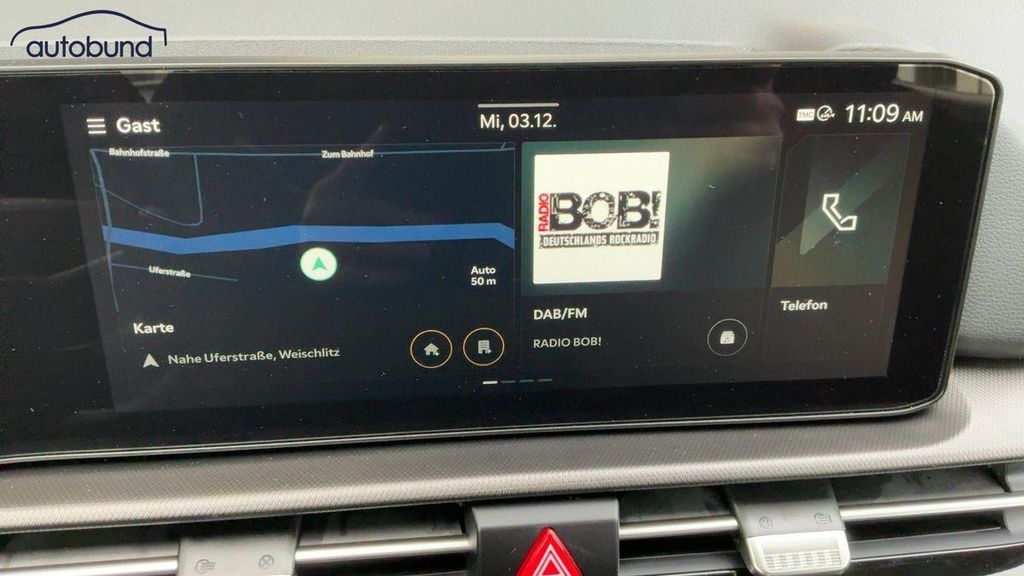 autobund
Gast
Mi, 03.12.
TMC
11:09 AM
Bahnhofstraße
Zum Bahnhof
Uferstraße
Auto
50 m
Karte
Nahe Uferstraße, Weischlitz
RADIO
BOB!
DEUTSCHLANDS ROCKRADIO
DAB/FM
RADIO BOB!
Telefon